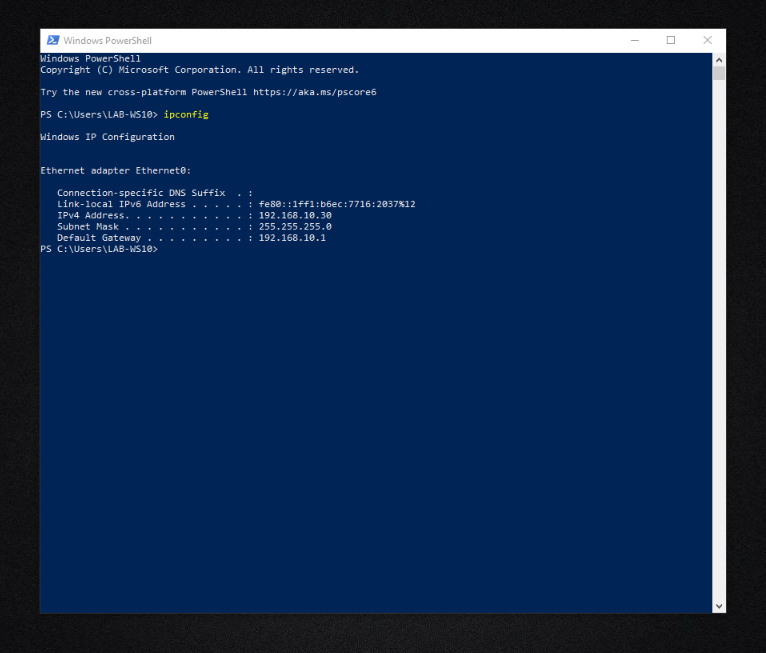 Windows PowerShell
Windows PowerShell
Copyright (C) Microsoft Corporation. All rights reserved.
Try the new cross-platform PowerShell https://aka.ms/pscore6
PS C:\Users\LAB-WS10> ipconfig
Windows IP Configuration
Ethernet adapter Ethernet0:
Connection-specific DNS Suffix . :
Link-local IPv6 Address . . . . . : fe80::1ff1:b6ec:7716:2037%12
IPv4 Address. . . . . . . . . . . : 192.168.10.30
Subnet Mask . . . . . . . . . . . : 255.255.255.0
Default Gateway . . . . . . . . . : 192.168.10.1
PS C:\Users\LAB-WS10>